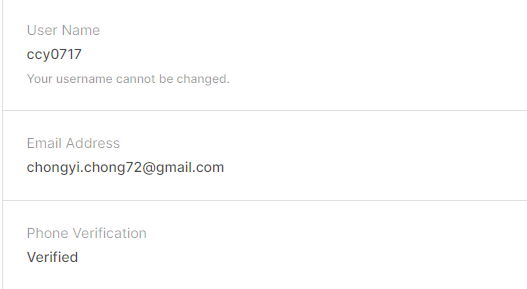 User Name
ccy0717
Your username cannot be changed.
Email Address
chongyi.chong72@gmail.com
Phone Verification
Verified